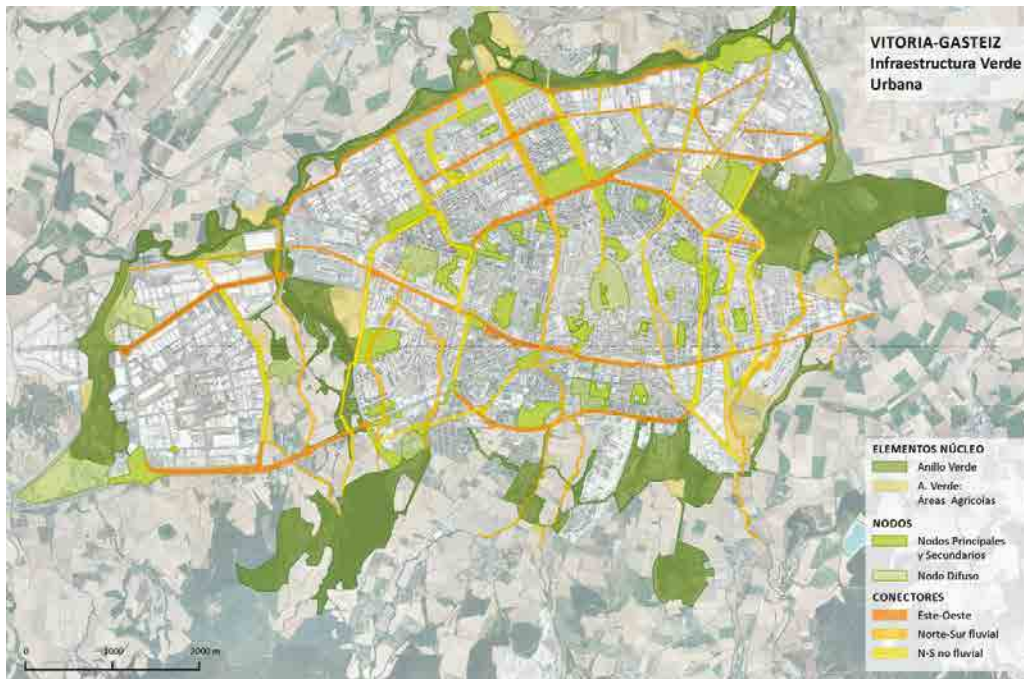 VITORIA-GASTEIZ
Infraestructura Verde
Urbana
ELEMENTOS NÚCLEO
Anillo Verde
A. Verde:
Áreas Agrícolas
NODOS
Nodos Principales
y Secundarios
Nodo Difuso
CONECTORES
Este-Oeste
Norte-Sur fluvial
N-S no fluvial
0 1000 2000 m